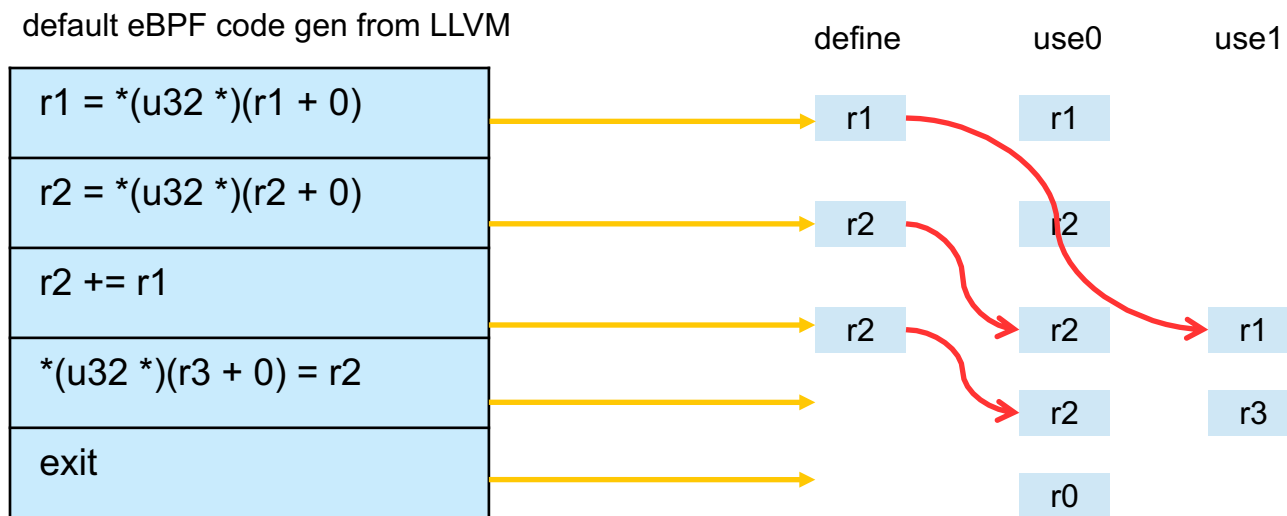 default eBPF code gen from LLVM
define use0 use1
r1 = *(u32 *)(r1 + 0)
r1 r1
r2 = *(u32 *)(r2 + 0)
r2 r2
r2 += r1
r2 r2 r1
*(u32 *)(r3 + 0) = r2
r2 r3
exit
r0